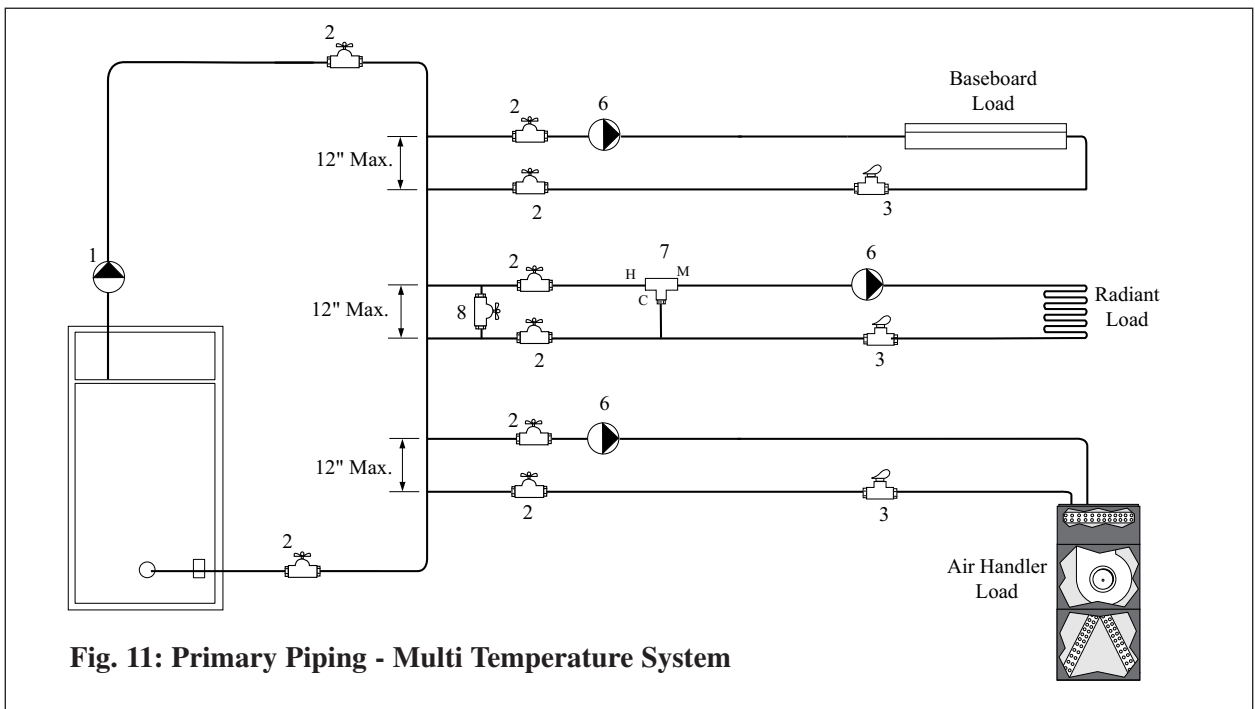 2
Baseboard
Load
2
6
12" Max.
2
3
1
2
H
7
M
6
C
8
12" Max.
Radiant
Load
2
3
2
6
12" Max.
2
3
2
Air Handler
Load
Fig. 11: Primary Piping - Multi Temperature System